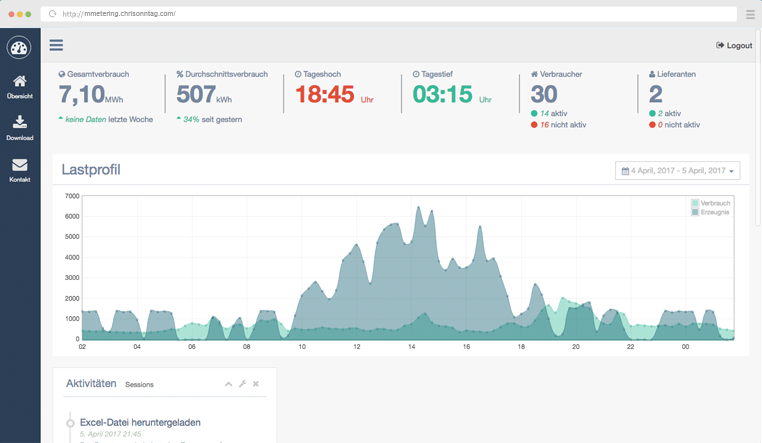 http://mmetering.chrisonntag.com/
Logout
Übersicht
Download
Kontakt
Gesamtverbrauch
7,10 MWh
keine Daten letzte Woche
Durchschnittsverbrauch
507 kWh
34% seit gestern
Tageshoch
18:45 Uhr
Tagestief
03:15 Uhr
Verbraucher
30
14 aktiv
16 nicht aktiv
Lieferanten
2
2 aktiv
0 nicht aktiv
Lastprofil
4 April, 2017 - 5 April, 2017
Verbrauch
Erzeugnis
7000
6000
5000
4000
3000
2000
1000
0
02 04 06 08 10 12 14 16 18 20 22 00
Aktivitäten Sessions
Excel-Datei heruntergeladen
5. April 2017 21:45